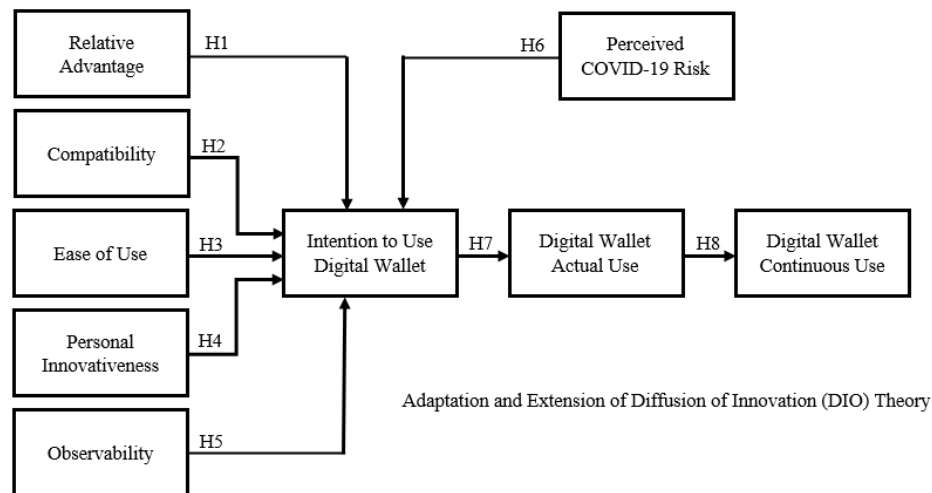 Relative
Advantage
H1
H6
Perceived
COVID-19 Risk
Compatibility
H2
Ease of Use
H3
Intention to Use
Digital Wallet
H7
Digital Wallet
Actual Use
H8
Digital Wallet
Continuous Use
Personal
Innovativeness
H4
Adaptation and Extension of Diffusion of Innovation (DIO) Theory
Observability
H5